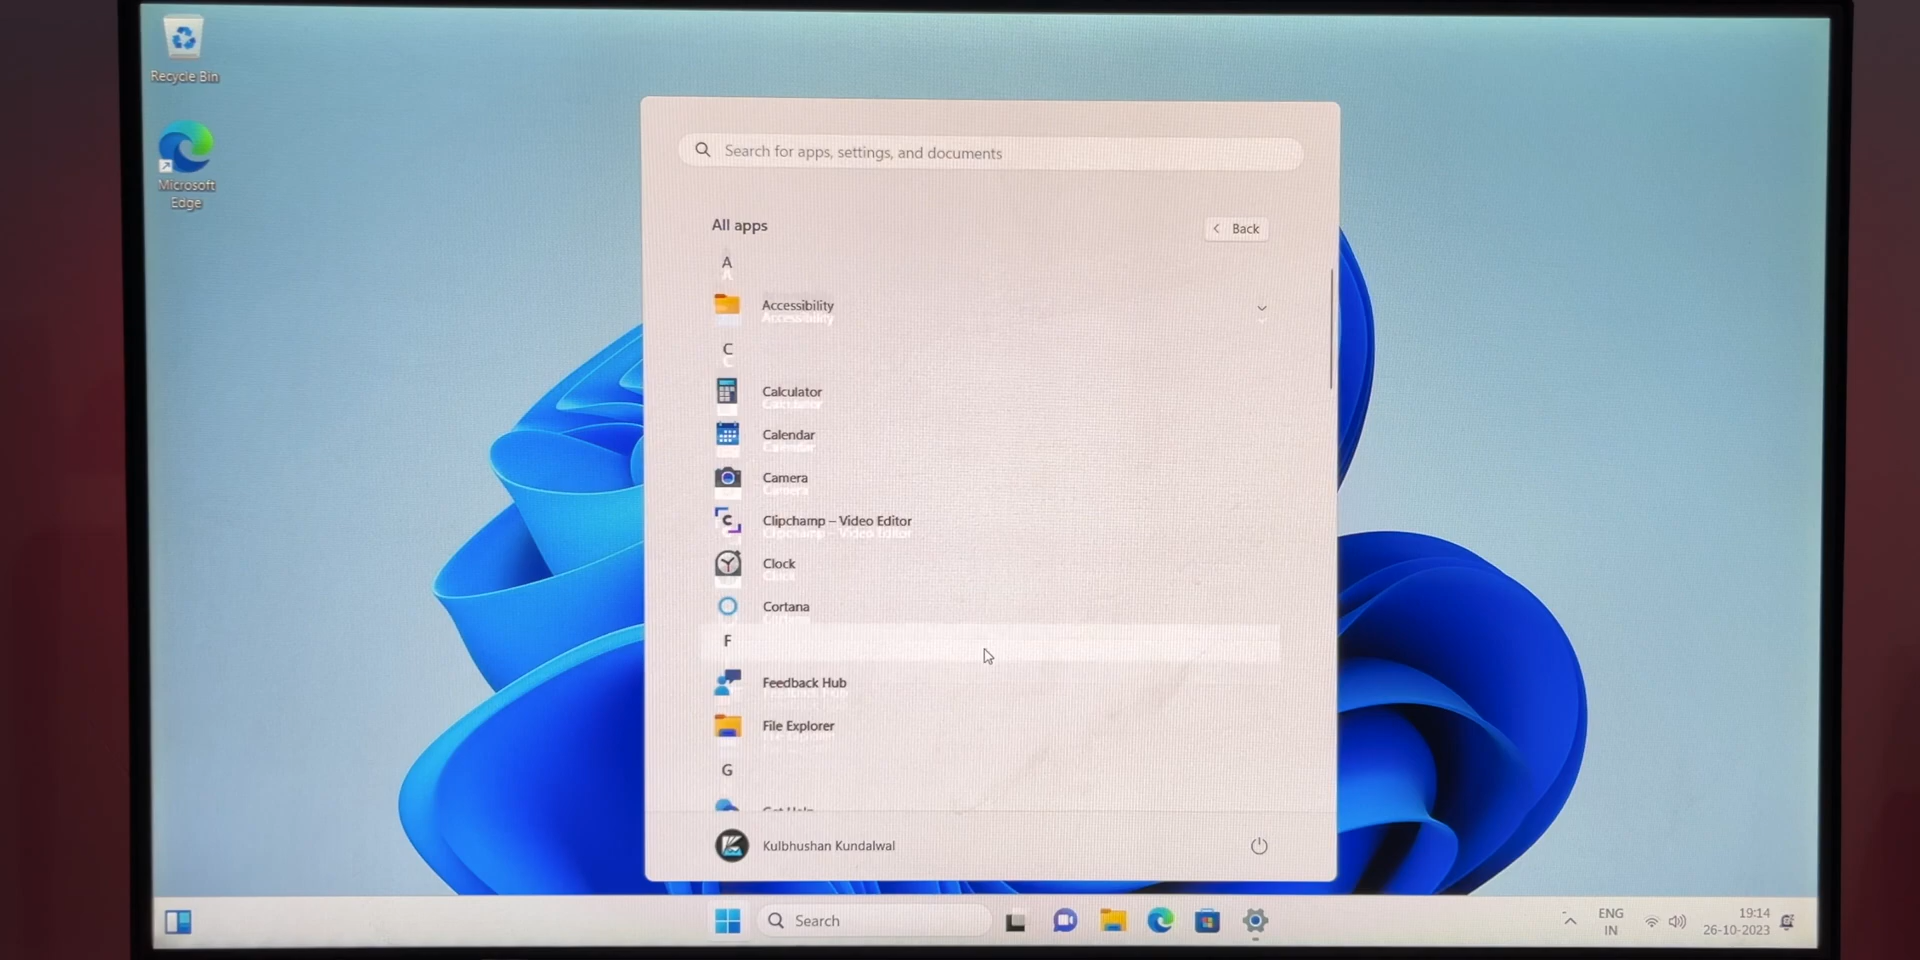 Recycle Bin
Microsoft
Edge
Search for apps, settings, and documents
All apps
Back
A
Accessibility
C
Calculator
Calendar
Camera
Clipchamp – Video Editor
Clock
Cortana
F
Feedback Hub
File Explorer
G
Get Help
Kulbhushan Kundalwal
Search
ENG
IN
19:14
26-10-2023